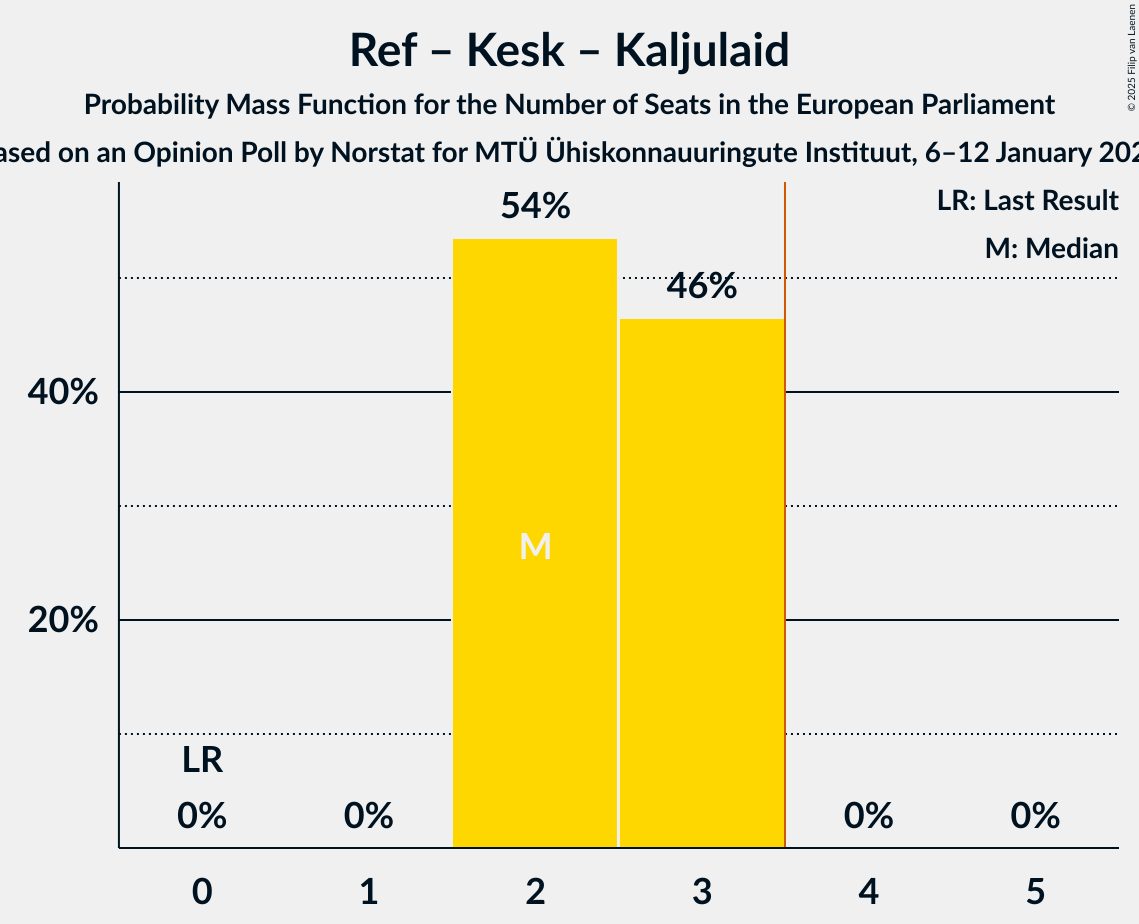 Ref – Kesk – Kaljulaid
Probability Mass Function for the Number of Seats in the European Parliament
ased on an Opinion Poll by Norstat for MTÜ Ühiskonnauuringute Instituut, 6–12 January 202
© 2025 Filip van Laenen
LR: Last Result
M: Median
54%
46%
40%
20%
M
LR
0%
0%
0%
0%
0
1
2
3
4
5